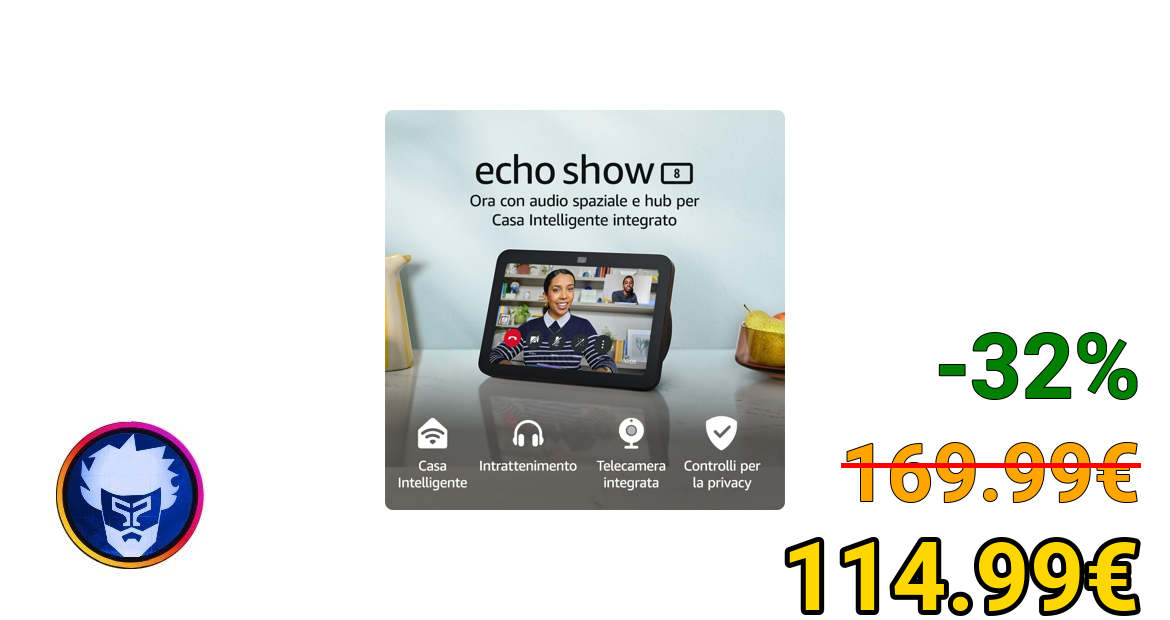 echo show 8
Ora con audio spaziale e hub per
Casa Intelligente integrato
Casa
Intelligente
Intrattenimento
Telecamera
integrata
Controlli per
la privacy
-32%
169.99€
114.99€